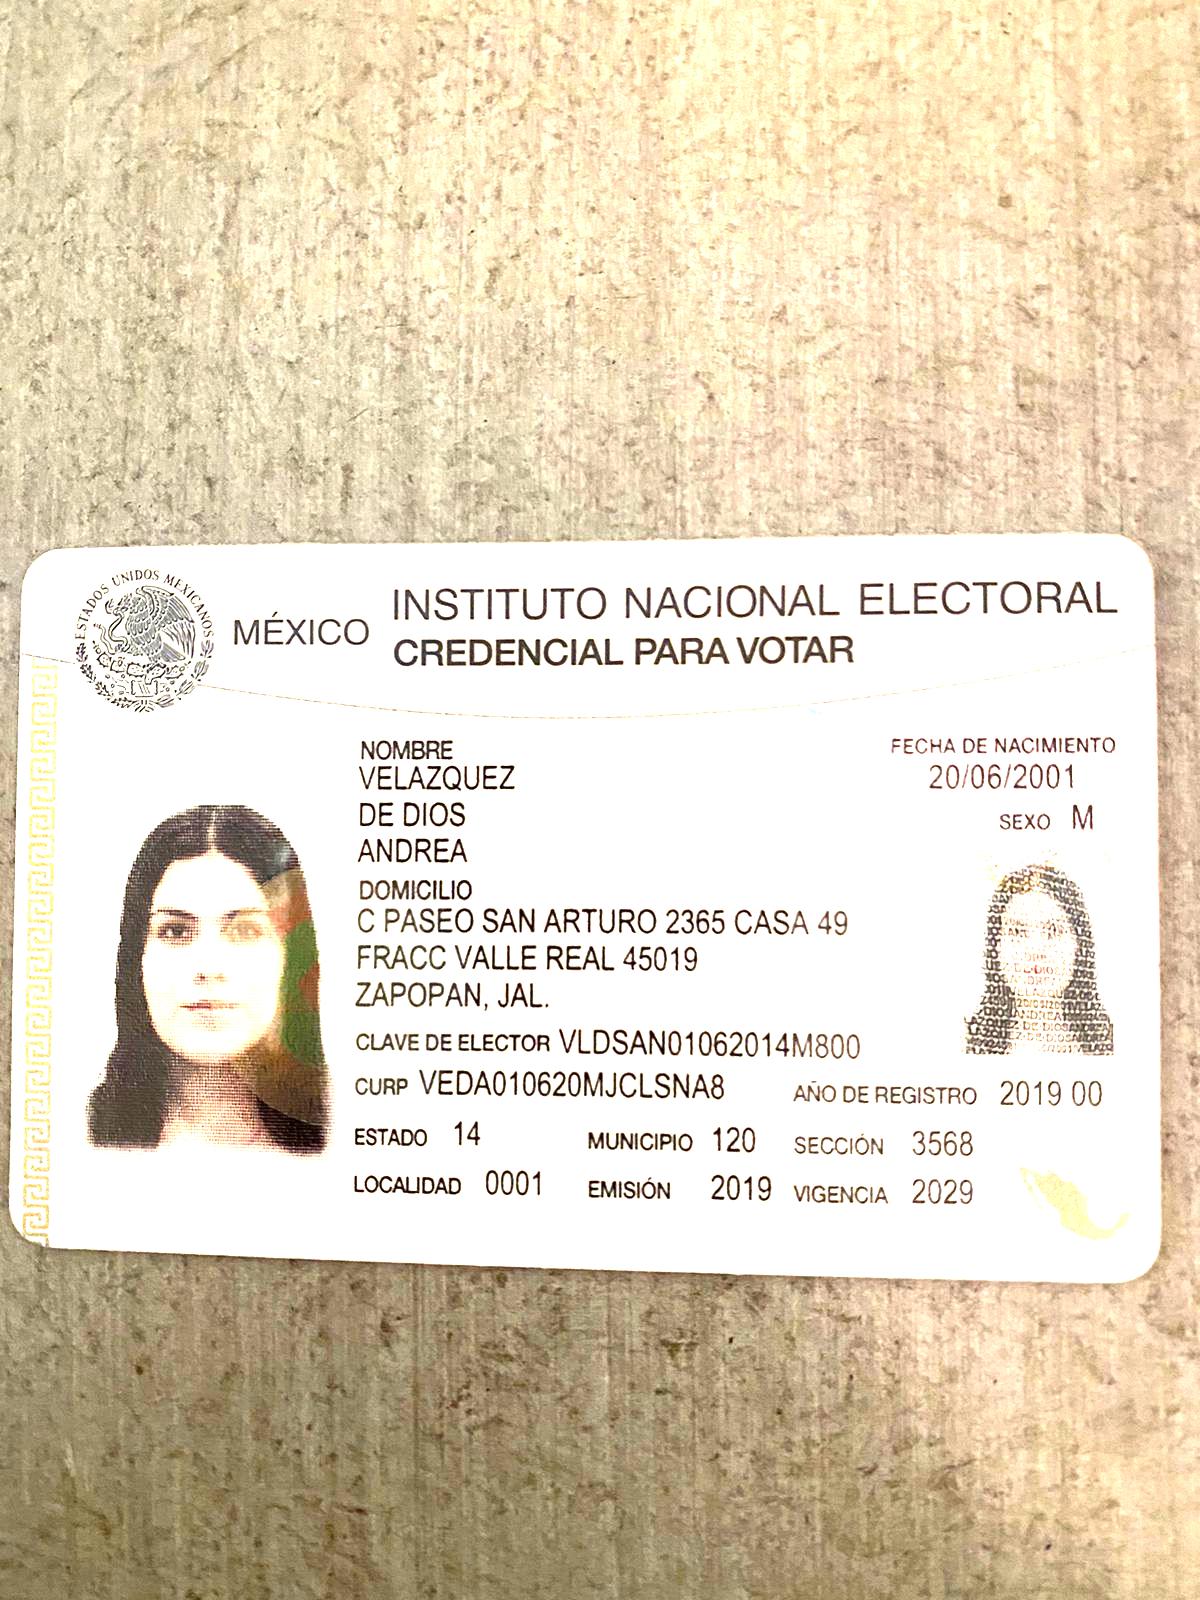 ESTADOS UNIDOS MEXICANOS
MÉXICO
INSTITUTO NACIONAL ELECTORAL
CREDENCIAL PARA VOTAR
NOMBRE
VELAZQUEZ
DE DIOS
ANDREA
FECHA DE NACIMIENTO
20/06/2001
SEXO M
DOMICILIO
C PASEO SAN ARTURO 2365 CASA 49
FRACC VALLE REAL 45019
ZAPOPAN, JAL.
CLAVE DE ELECTOR VLDSAN01062014M800
CURP VEDA010620MJCLSNA8 AÑO DE REGISTRO 2019 00
ESTADO 14 MUNICIPIO 120 SECCIÓN 3568
LOCALIDAD 0001 EMISIÓN 2019 VIGENCIA 2029